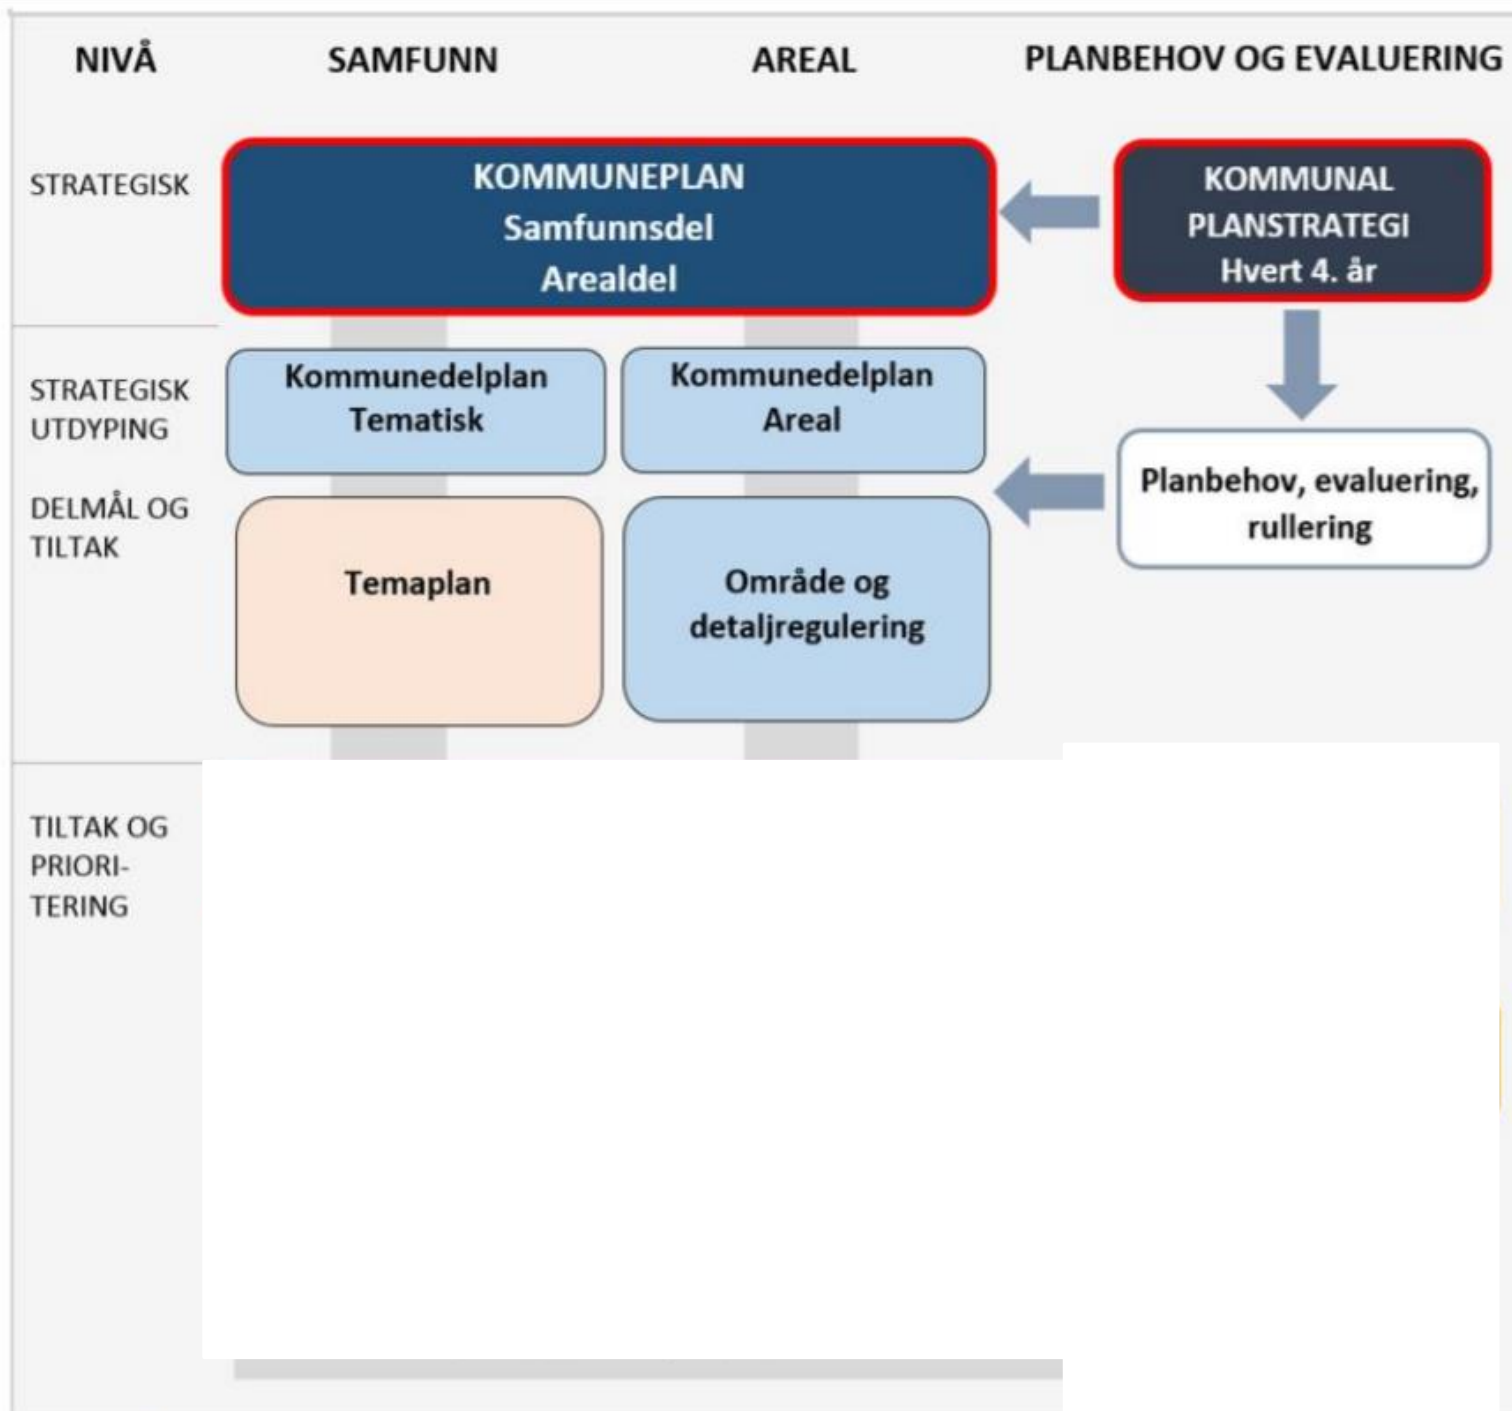 NIVÅ
SAMFUNN
AREAL
PLANBEHOV OG EVALUERING
STRATEGISK
KOMMUNEPLAN
Samfunnsdel
Arealdel
KOMMUNAL
PLANSTRATEGI
Hvert 4. år
STRATEGISK
UTDYPING
Kommunedelplan
Tematisk
Kommunedelplan
Areal
Planbehov, evaluering,
rullering
DELMÅL OG
TILTAK
Temaplan
Område og
detaljregulering
TILTAK OG
PRIORI-
TERING